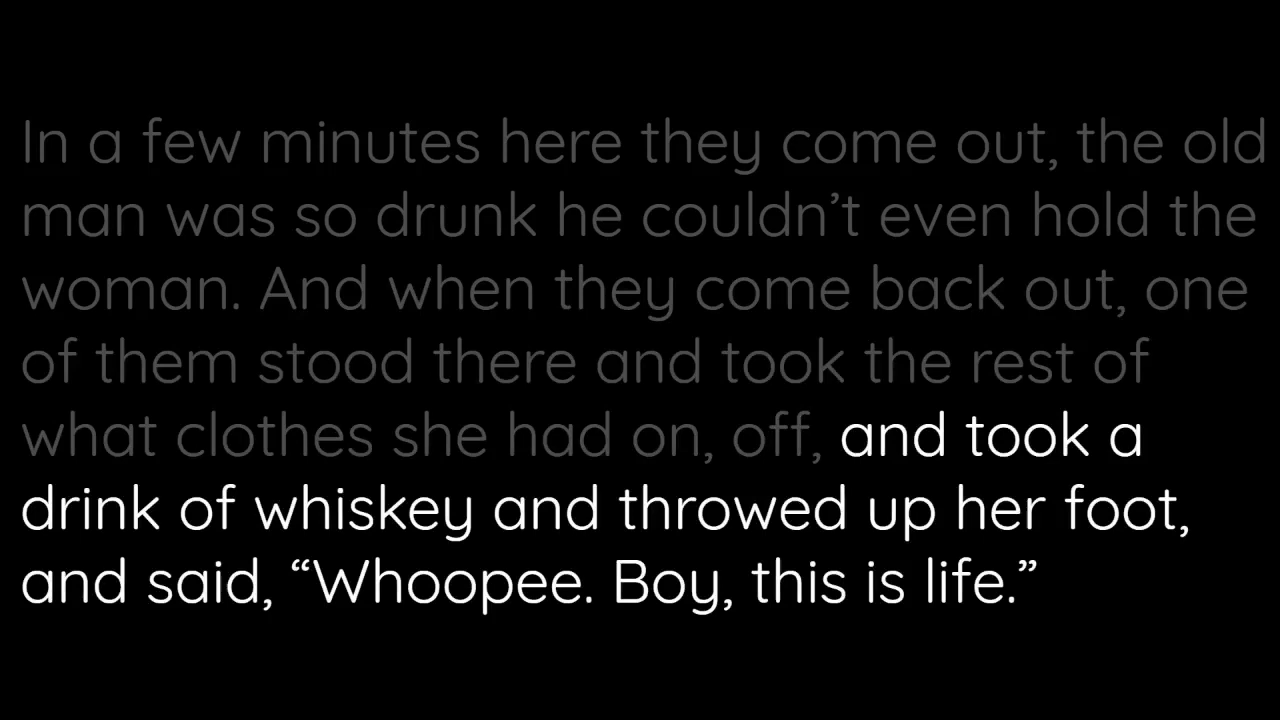 In a few minutes here they come out, the old
man was so drunk he couldn’t even hold the
woman. And when they come back out, one
of them stood there and took the rest of
what clothes she had on, off, and took a
drink of whiskey and throwed up her foot,
and said, “Whoopee. Boy, this is life.”